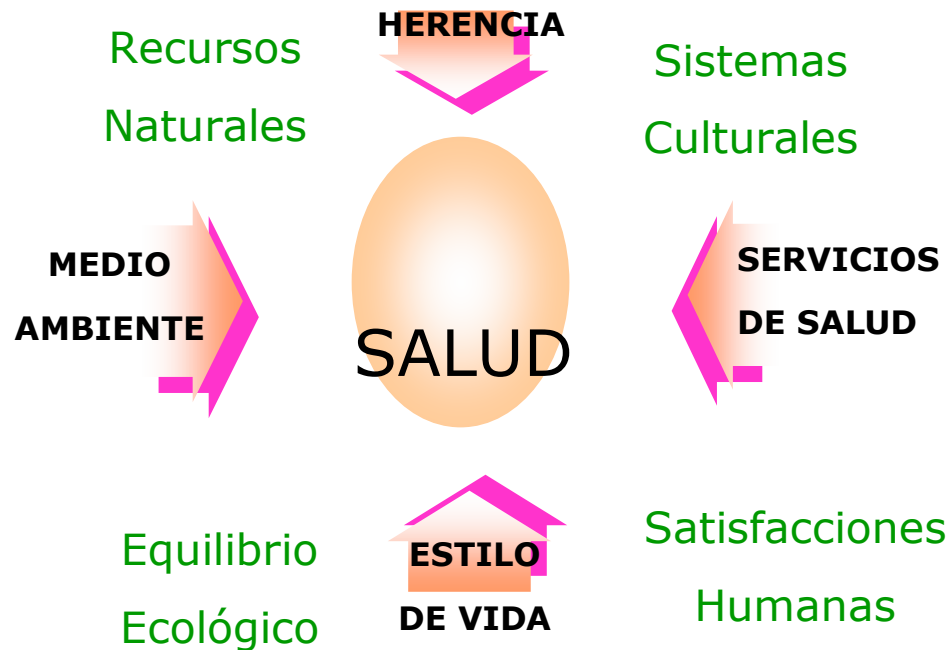 HERENCIA
Recursos
Naturales
Sistemas
Culturales
MEDIO
AMBIENTE
SERVICIOS
DE SALUD
SALUD
Equilibrio
Ecológico
ESTILO
DE VIDA
Satisfacciones
Humanas